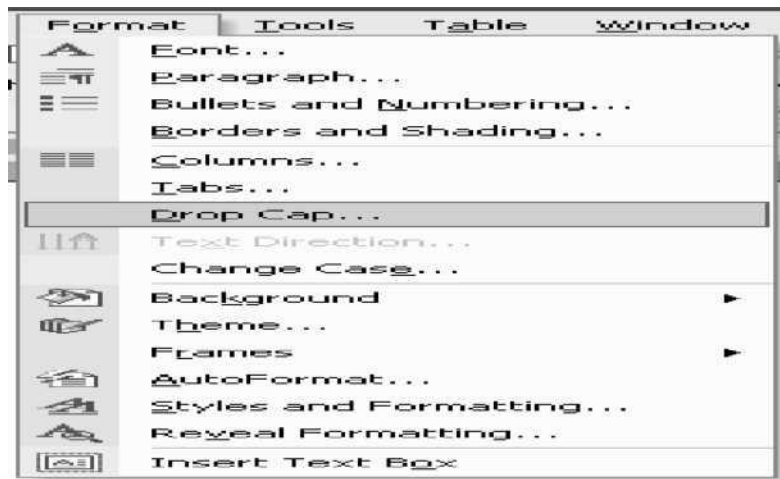 Format Tools Table Window
Font...
Paragraph...
Bullets and Numbering...
Borders and Shading...
Columns...
Tabs...
Drop Cap...
Text Direction...
Change Case...
Background
Theme...
Frames
AutoFormat...
Styles and Formatting...
Reveal Formatting...
Insert Text Box